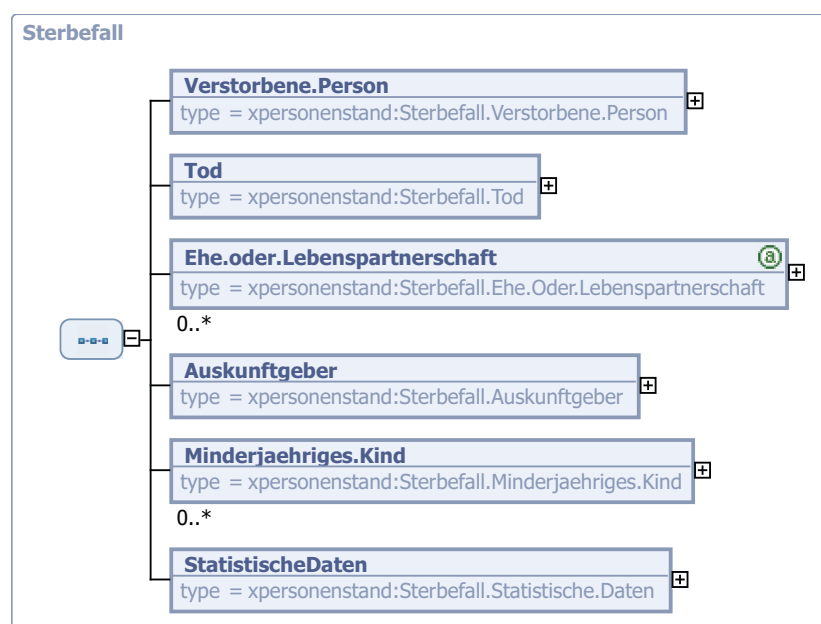 Sterbefall
Verstorbene.Person
type = xpersonenstand:Sterbefall.Verstorbene.Person
Tod
type = xpersonenstand:Sterbefall.Tod
Ehe.oder.Lebenspartnerschaft
type = xpersonenstand:Sterbefall.Ehe.Oder.Lebenspartnerschaft
0..*
Auskunftgeber
type = xpersonenstand:Sterbefall.Auskunftgeber
Minderjaehriges.Kind
type = xpersonenstand:Sterbefall.Minderjaehriges.Kind
0..*
StatistischeDaten
type = xpersonenstand:Sterbefall.Statistische.Daten